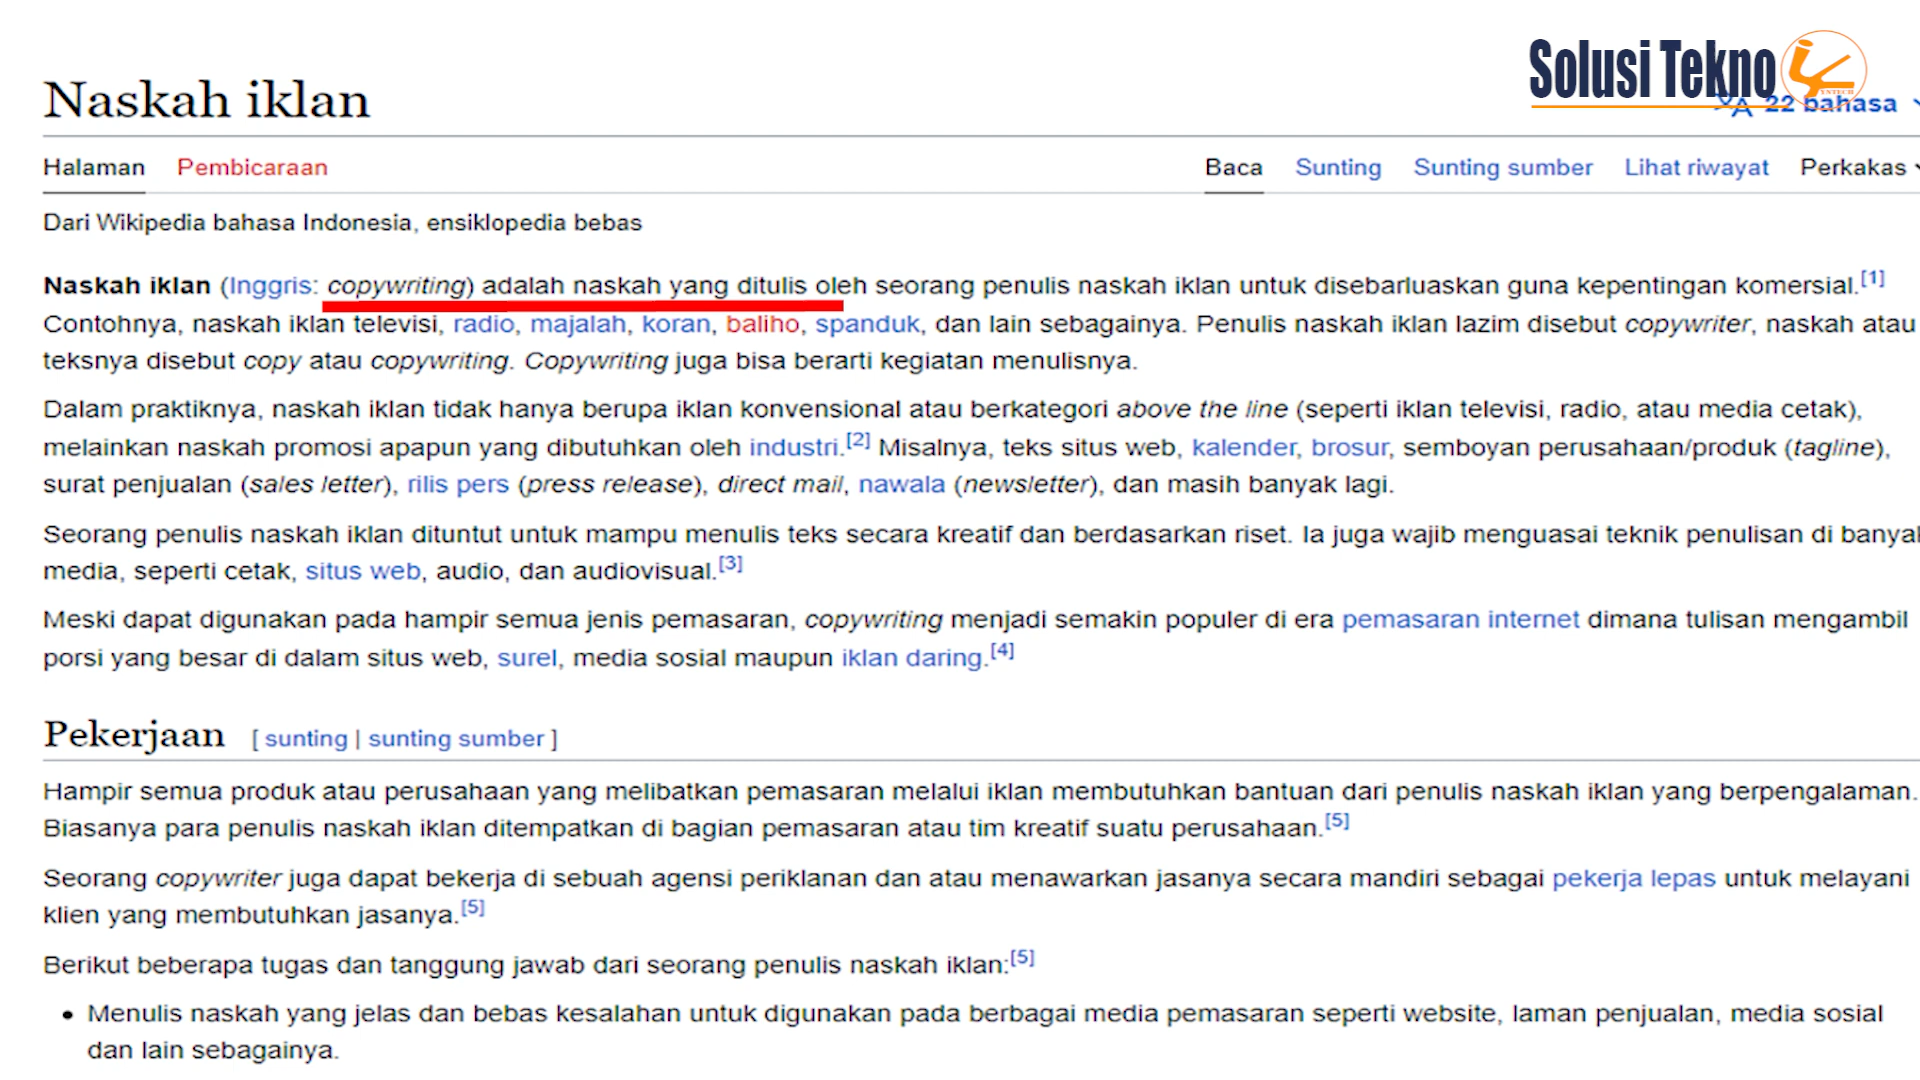 Solusi Tekno
YNTECH
Naskah iklan
22 bahasa
Halaman Pembicaraan Baca Sunting Sunting sumber Lihat riwayat Perkakas
Dari Wikipedia bahasa Indonesia, ensiklopedia bebas
Naskah iklan (Inggris: copywriting) adalah naskah yang ditulis oleh seorang penulis naskah iklan untuk disebarluaskan guna kepentingan komersial.[1]
Contohnya, naskah iklan televisi, radio, majalah, koran, baliho, spanduk, dan lain sebagainya. Penulis naskah iklan lazim disebut copywriter, naskah atau
teksnya disebut copy atau copywriting. Copywriting juga bisa berarti kegiatan menulisnya.
Dalam praktiknya, naskah iklan tidak hanya berupa iklan konvensional atau berkategori above the line (seperti iklan televisi, radio, atau media cetak),
melainkan naskah promosi apapun yang dibutuhkan oleh industri.[2] Misalnya, teks situs web, kalender, brosur, semboyan perusahaan/produk (tagline),
surat penjualan (sales letter), rilis pers (press release), direct mail, nawala (newsletter), dan masih banyak lagi.
Seorang penulis naskah iklan dituntut untuk mampu menulis teks secara kreatif dan berdasarkan riset. Ia juga wajib menguasai teknik penulisan di banyak
media, seperti cetak, situs web, audio, dan audiovisual.[3]
Meski dapat digunakan pada hampir semua jenis pemasaran, copywriting menjadi semakin populer di era pemasaran internet dimana tulisan mengambil
porsi yang besar di dalam situs web, surel, media sosial maupun iklan daring.[4]
Pekerjaan [ sunting | sunting sumber ]
Hampir semua produk atau perusahaan yang melibatkan pemasaran melalui iklan membutuhkan bantuan dari penulis naskah iklan yang berpengalaman.
Biasanya para penulis naskah iklan ditempatkan di bagian pemasaran atau tim kreatif suatu perusahaan.[5]
Seorang copywriter juga dapat bekerja di sebuah agensi periklanan dan atau menawarkan jasanya secara mandiri sebagai pekerja lepas untuk melayani
klien yang membutuhkan jasanya.[5]
Berikut beberapa tugas dan tanggung jawab dari seorang penulis naskah iklan:[5]
• Menulis naskah yang jelas dan bebas kesalahan untuk digunakan pada berbagai media pemasaran seperti website, laman penjualan, media sosial
dan lain sebagainya.